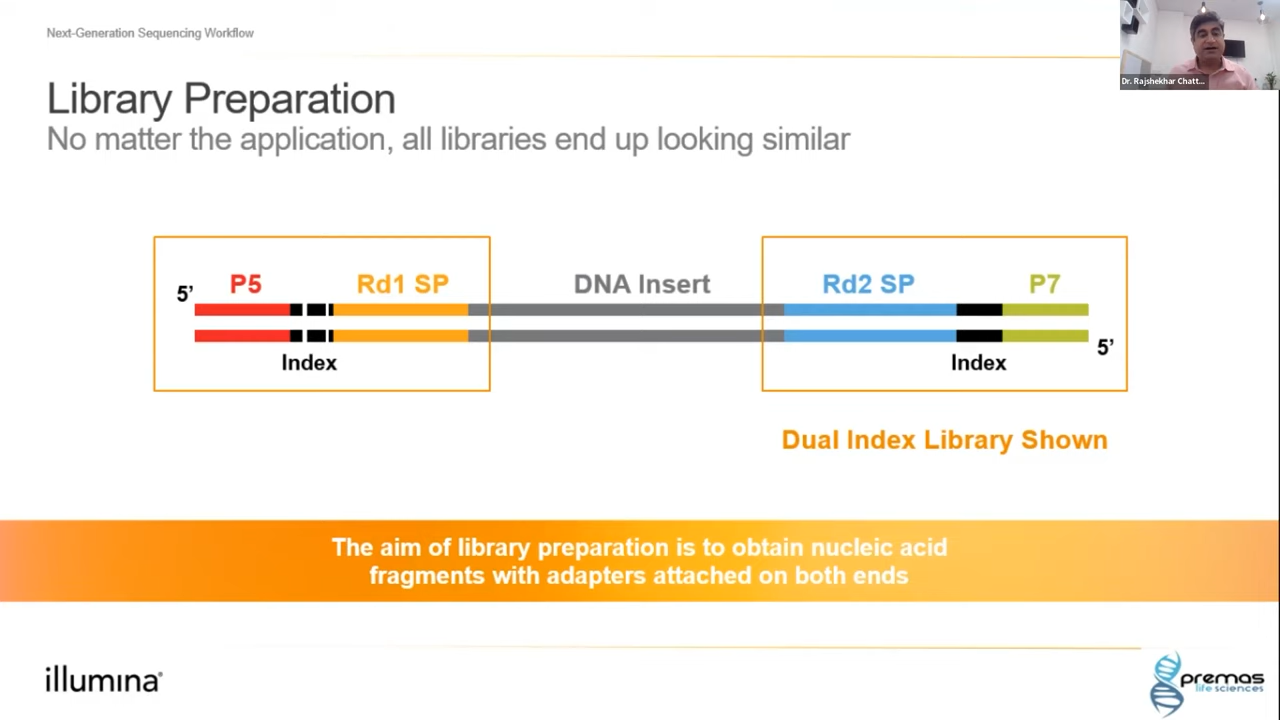 Next-Generation Sequencing Workflow
Dr. Rajshekhar Chatt...
Library Preparation
No matter the application, all libraries end up looking similar
P5
Rd1 SP
DNA Insert
Rd2 SP
P7
5’
5’
Index
Index
Dual Index Library Shown
The aim of library preparation is to obtain nucleic acid
fragments with adapters attached on both ends
illumina®
premas
life sciences